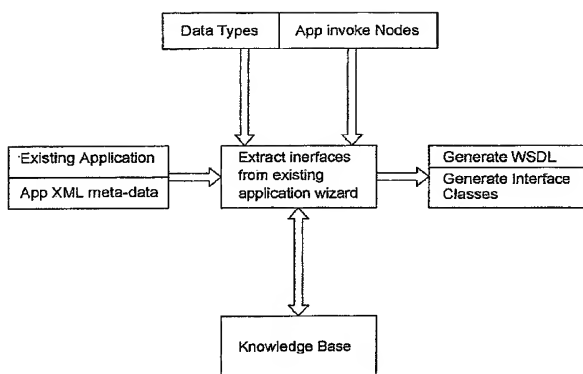 Data Types
App invoke Nodes
Existing Application
App XML meta-data
Extract inerfaces
from existing
application wizard
Generate WSDL
Generate Interface
Classes
Knowledge Base